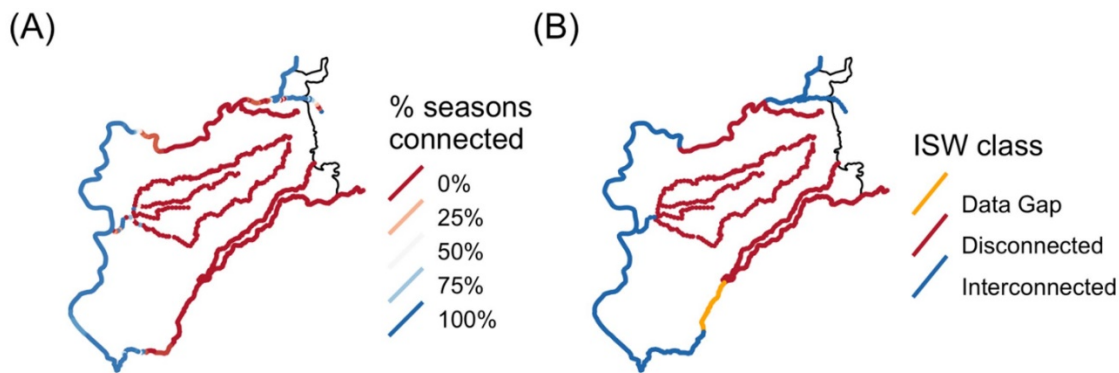 (A)
% seasons
connected
0%
25%
50%
75%
100%
(B)
ISW class
Data Gap
Disconnected
Interconnected